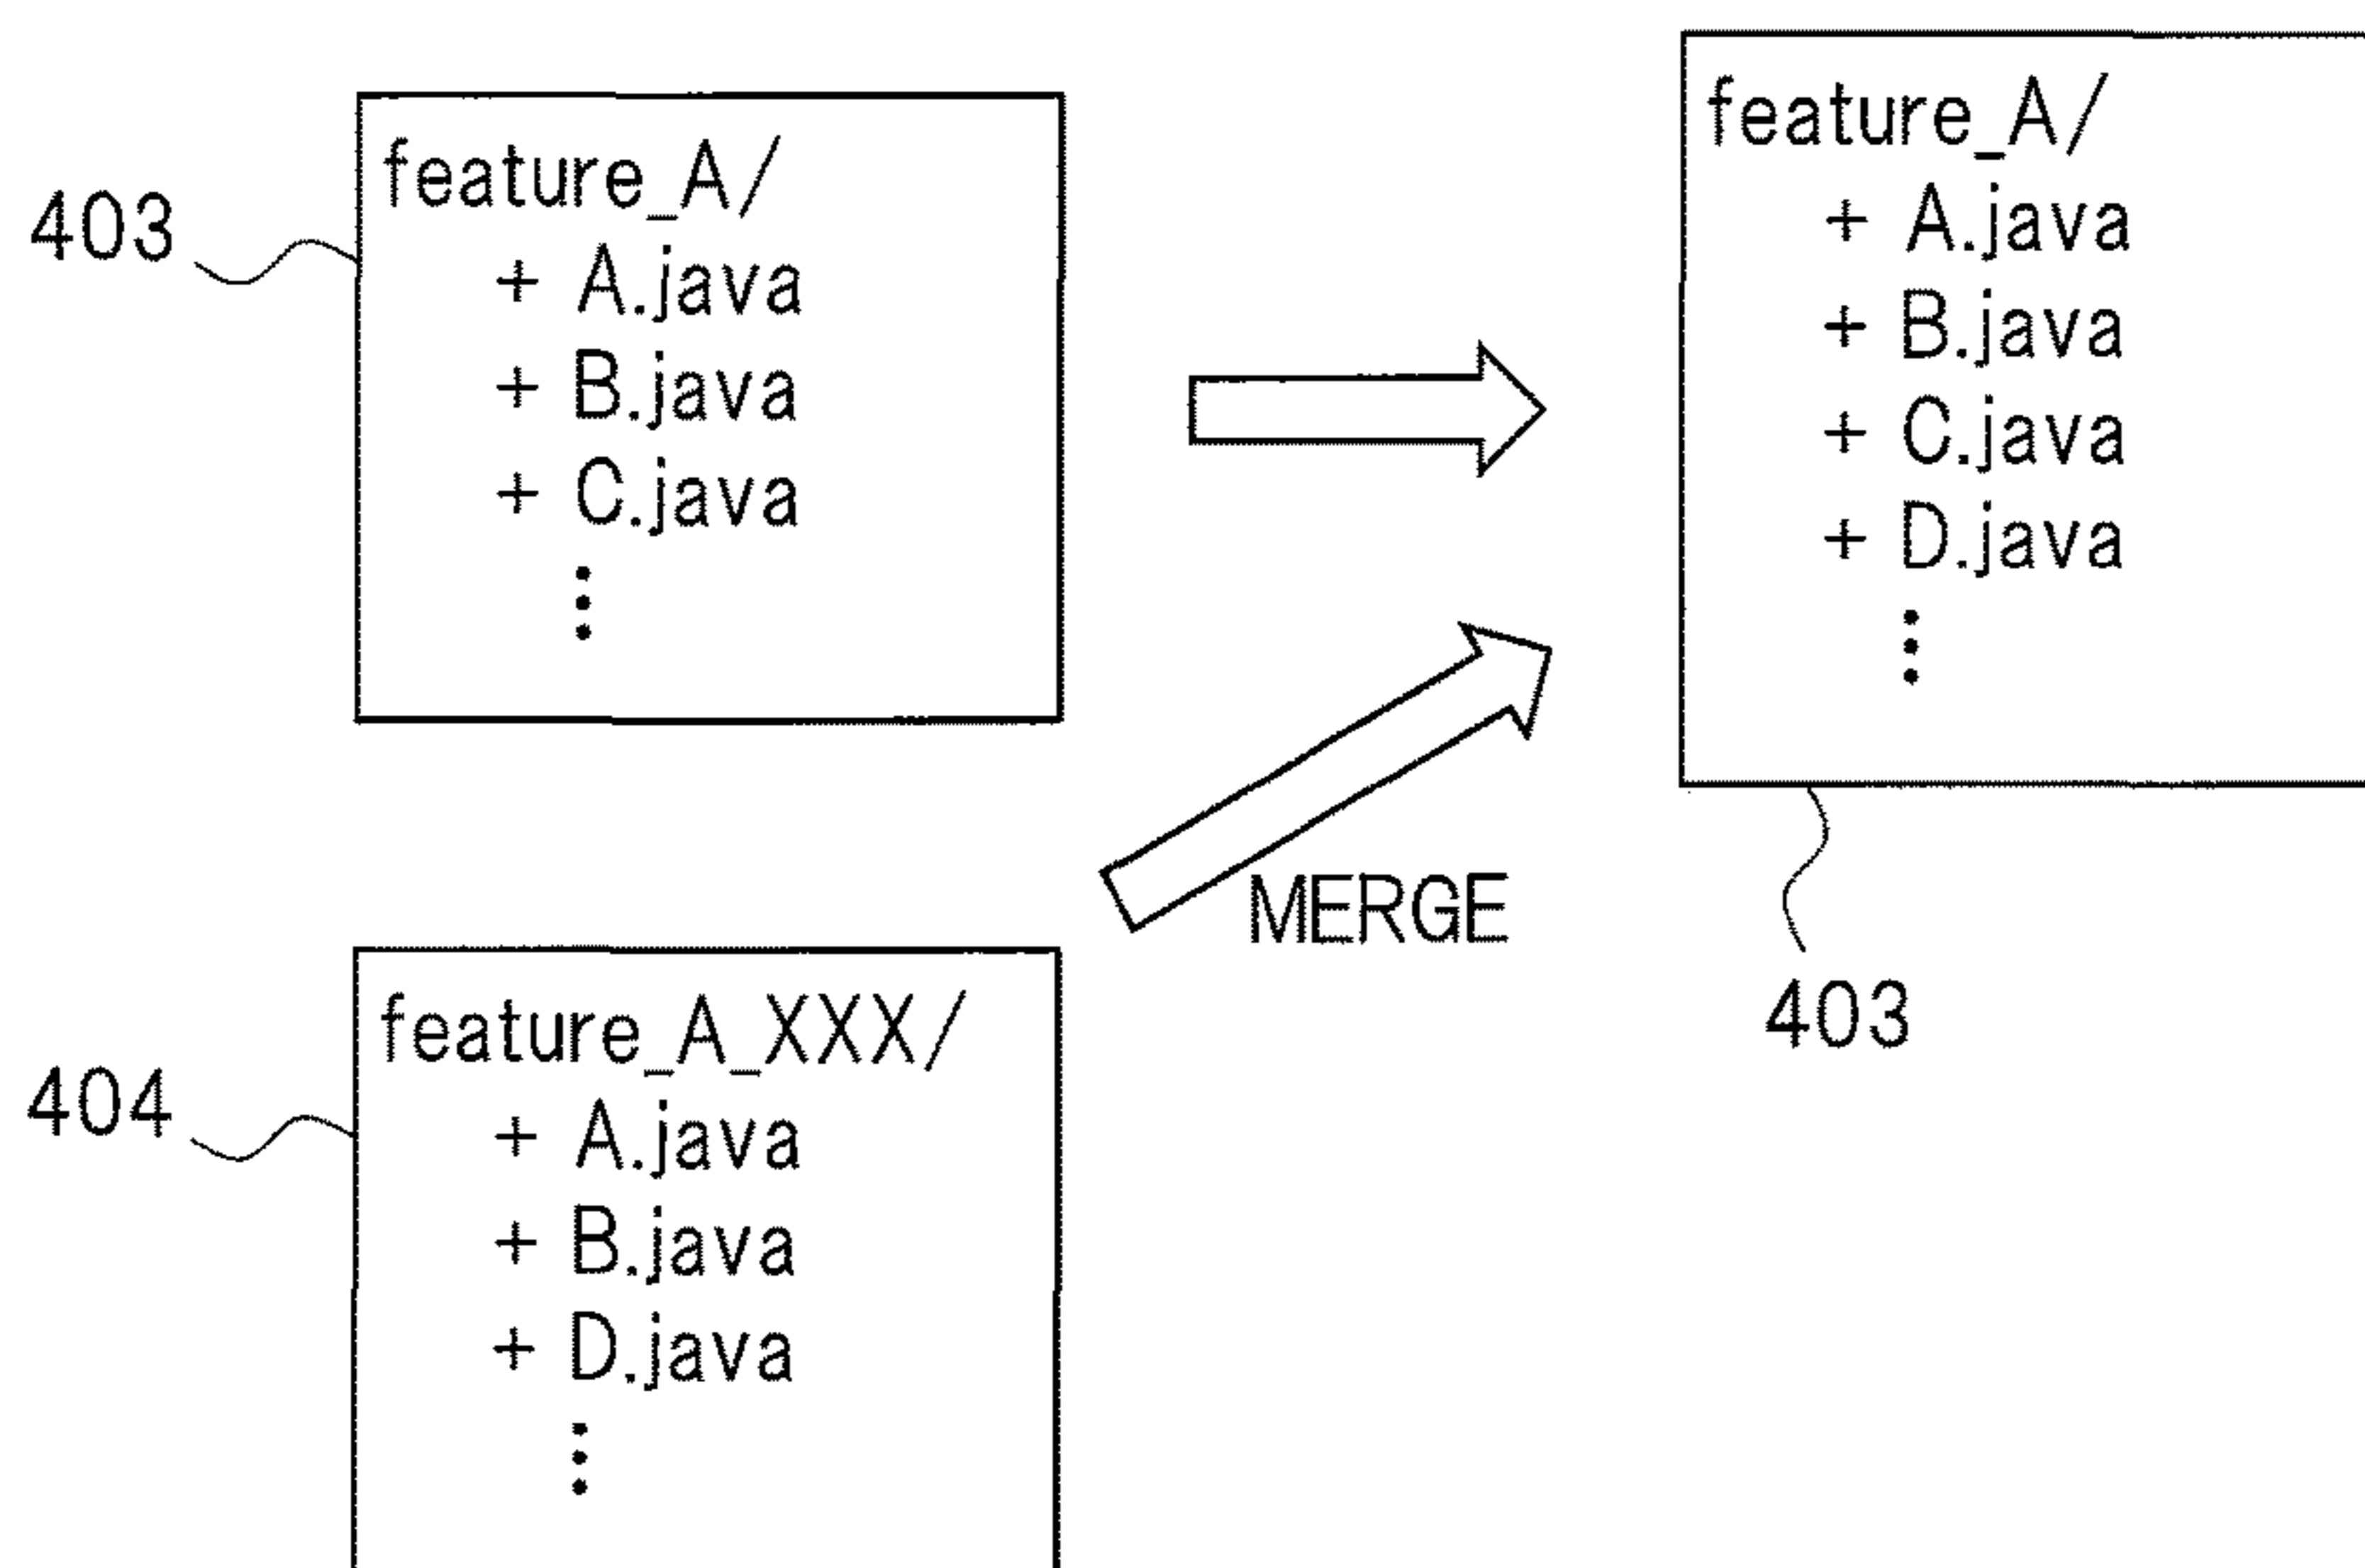 403
feature_A/
+ A.java
+ B.java
+ C.java
⋮
404
feature_A_XXX/
+ A.java
+ B.java
+ D.java
⋮
MERGE
feature_A/
+ A.java
+ B.java
+ C.java
+ D.java
⋮
403